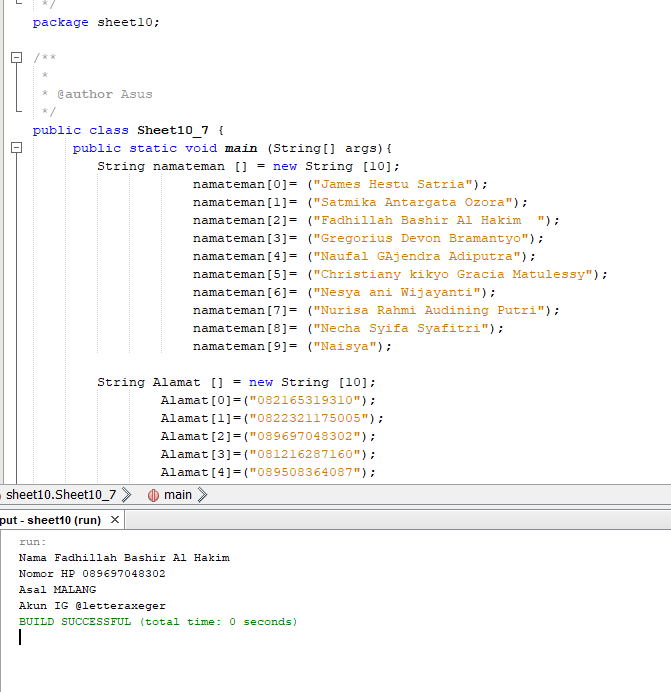 */
package sheet10;
/**
*
* @author Asus
*/
public class Sheet10_7 {
public static void main (String[] args){
String namateman [] = new String [10];
namateman[0]= ("James Hestu Satria");
namateman[1]= ("Satmika Antargata Ozora");
namateman[2]= ("Fadhillah Bashir Al Hakim  ");
namateman[3]= ("Gregorius Devon Bramantyo");
namateman[4]= ("Naufal GAjendra Adiputra");
namateman[5]= ("Christiany kikyo Gracia Matulessy");
namateman[6]= ("Nesya ani Wijayanti");
namateman[7]= ("Nurisa Rahmi Audining Putri");
namateman[8]= ("Necha Syifa Syafitri");
namateman[9]= ("Naisya");
String Alamat [] = new String [10];
Alamat[0]=("082165319310");
Alamat[1]=("0822321175005");
Alamat[2]=("089697048302");
Alamat[3]=("081216287160");
Alamat[4]=("089508364087");
sheet10.Sheet10_7 main
put - sheet10 (run)
run:
Nama Fadhillah Bashir Al Hakim
Nomor HP 089697048302
Asal MALANG
Akun IG @letteraxeger
BUILD SUCCESSFUL (total time: 0 seconds)